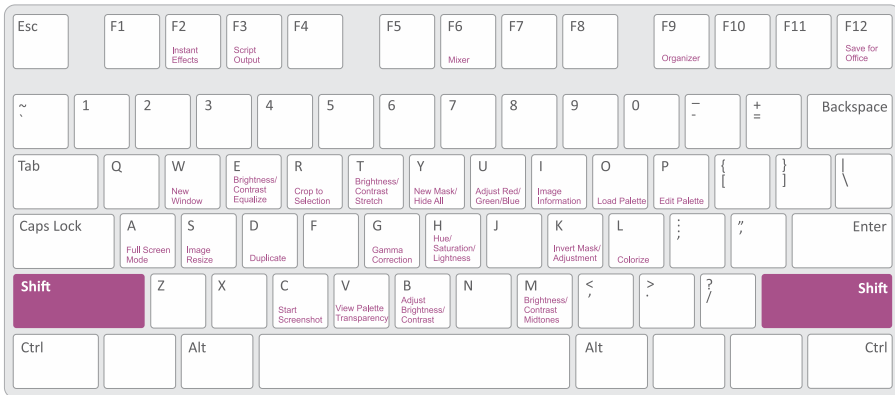 Esc
F1
F2
Instant
Effects
F3
Script
Output
F4
F5
F6
Mixer
F7
F8
F9
Organizer
F10
F11
F12
Save for
Office
~
`
1
2
3
4
5
6
7
8
9
0
–
-
+
=
Backspace
Tab
Q
W
New
Window
E
Brightness/
Contrast
Equalize
R
Crop to
Selection
T
Brightness/
Contrast
Stretch
Y
New Mask/
Hide All
U
Adjust Red/
Green/Blue
I
Image
Information
O
Load Palette
P
Edit Palette
{
[
}
]
|
\
Caps Lock
A
Full Screen
Mode
S
Image
Resize
D
Duplicate
F
G
Gamma
Correction
H
Hue/
Saturation/
Lightness
J
K
Invert Mask/
Adjustment
L
Colorize
:
;
”
,
Enter
Shift
Z
X
C
Start
Screenshot
V
View Palette
Transparency
B
Adjust
Brightness/
Contrast
N
M
Brightness/
Contrast
Midtones
<
,
>
.
?
/
Shift
Ctrl
Alt
Alt
Ctrl